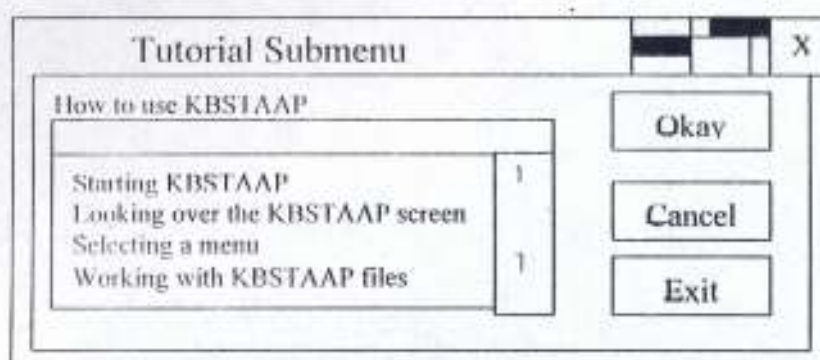 Tutorial Submenu
X
How to use KBSTAAP
Okay
Starting KBSTAAP
Looking over the KBSTAAP screen
Selecting a menu
Working with KBSTAAP files
Cancel
Exit